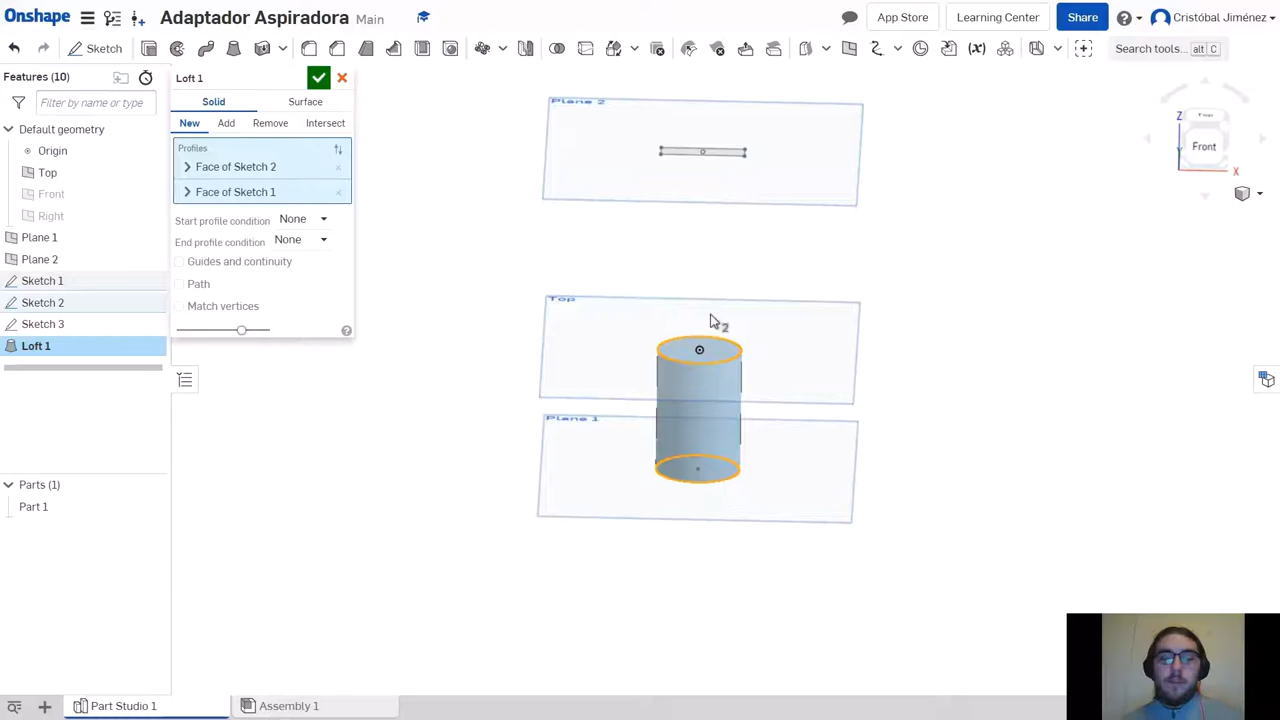 Onshape
Adaptador Aspiradora Main
App Store
Learning Center
Share
Cristóbal Jiménez
Sketch
Search tools... alt C
Features (10)
Filter by name or type
Default geometry
Origin
Top
Front
Right
Plane 1
Plane 2
Sketch 1
Sketch 2
Sketch 3
Loft 1
Parts (1)
Part 1
Loft 1
Solid
Surface
New
Add
Remove
Intersect
Profiles
Face of Sketch 2
Face of Sketch 1
Start profile condition None
End profile condition None
Guides and continuity
Path
Match vertices
Plane 2
Top
2
Plane 1
Z
Front
X
Part Studio 1
Assembly 1